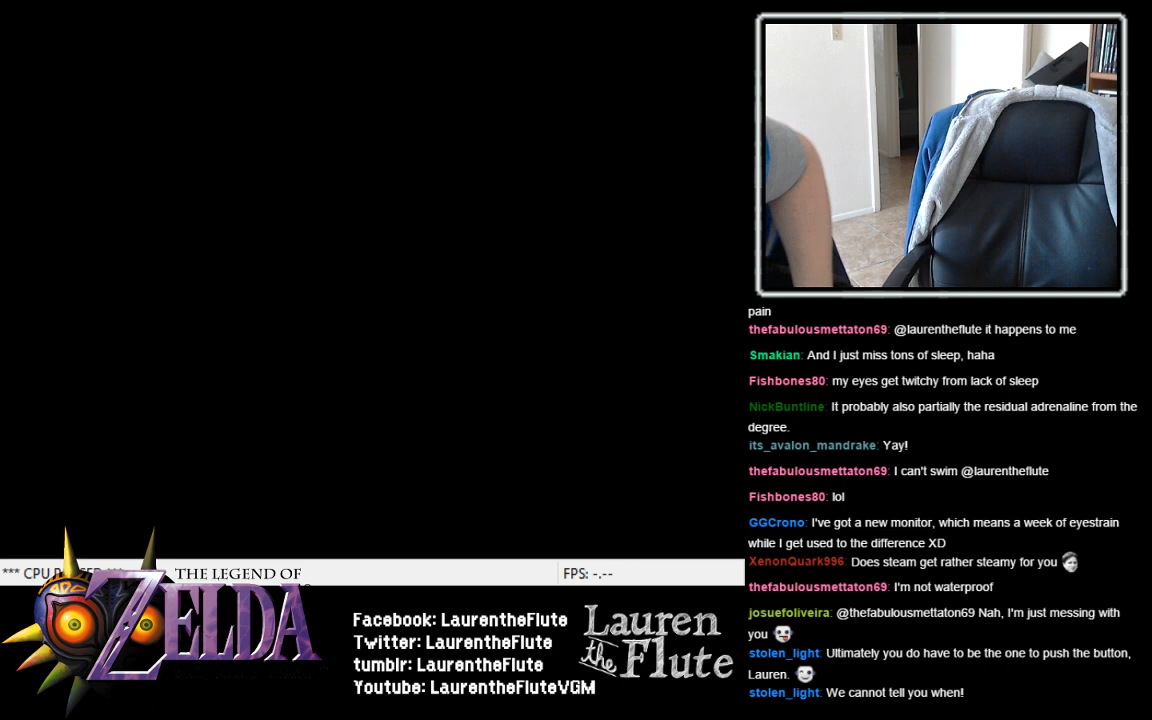 pain
thefabulousmettaton69: @laurentheflute it happens to me
Smakian: And I just miss tons of sleep, haha
Fishbones80: my eyes get twitchy from lack of sleep
NickBuntline: It probably also partially the residual adrenaline from the
degree.
its_avalon_mandrake: Yay!
thefabulousmettaton69: I can't swim @laurentheflute
Fishbones80: lol
GGCrono: I've got a new monitor, which means a week of eyestrain
while I get used to the difference XD
XenonQuark996: Does steam get rather steamy for you
thefabulousmettaton69: I'm not waterproof
josuefoliveira: @thefabulousmettaton69 Nah, I'm just messing with
you
stolen_light: Ultimately you do have to be the one to push the button,
Lauren.
stolen_light: We cannot tell you when!
*** CPU
FPS: -.--
THE LEGEND OF
ZELDA
Facebook: LaurentheFlute
Twitter: LaurentheFlute
tumblr: LaurentheFlute
Youtube: LaurentheFluteVGM
Lauren
the Flute